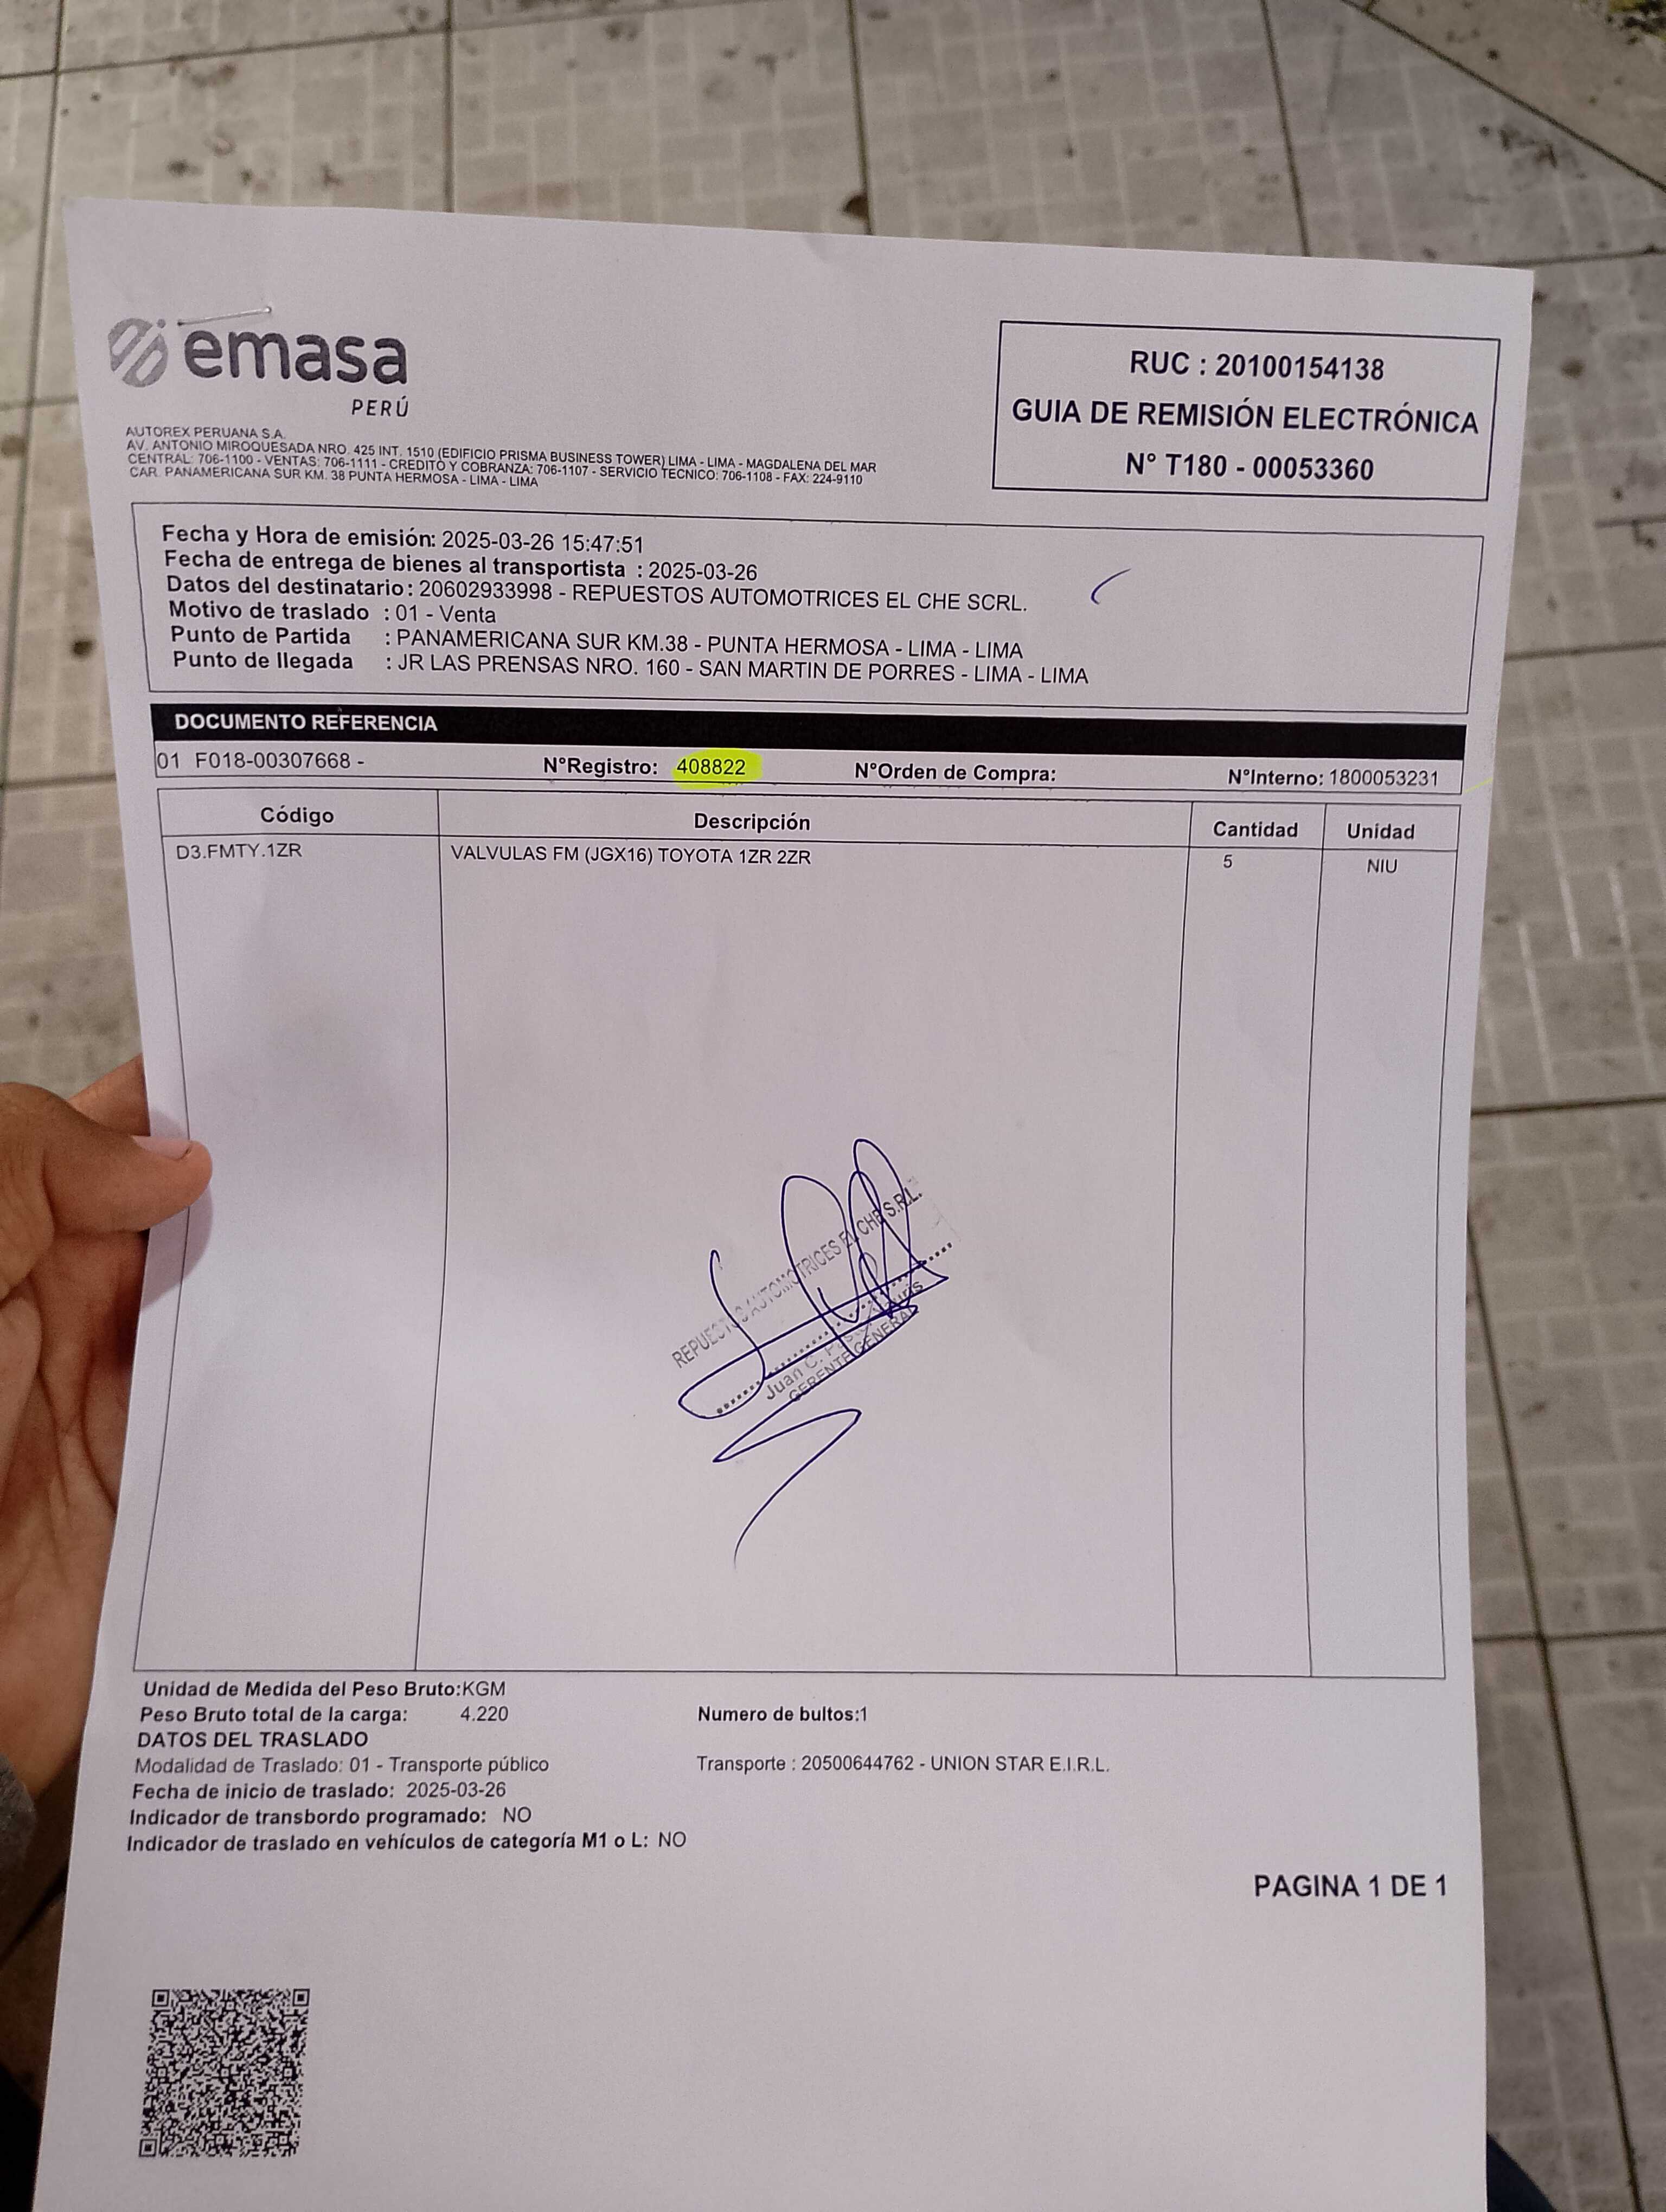 emasa
PERÚ
RUC : 20100154138
GUIA DE REMISIÓN ELECTRÓNICA
N° T180 - 00053360
AUTOREX PERUANA S.A.
AV. ANTONIO MIROQUESADA NRO. 425 INT. 1510 (EDIFICIO PRISMA BUSINESS TOWER) LIMA - LIMA - MAGDALENA DEL MAR
CENTRAL: 706-1100 - VENTAS: 706-1111 - CREDITO Y COBRANZA: 706-1107 - SERVICIO TECNICO: 706-1108 - FAX: 224-9110
CAR. PANAMERICANA SUR KM. 38 PUNTA HERMOSA - LIMA - LIMA
Fecha y Hora de emisión: 2025-03-26 15:47:51
Fecha de entrega de bienes al transportista : 2025-03-26
Datos del destinatario : 20602933998 - REPUESTOS AUTOMOTRICES EL CHE SCRL.
Motivo de traslado : 01 - Venta
Punto de Partida : PANAMERICANA SUR KM.38 - PUNTA HERMOSA - LIMA - LIMA
Punto de llegada : JR LAS PRENSAS NRO. 160 - SAN MARTIN DE PORRES - LIMA - LIMA
DOCUMENTO REFERENCIA
01 F018-00307668 - N°Registro: 408822 N°Orden de Compra: N°Interno: 1800053231
Código Descripción Cantidad Unidad
D3.FMTY.1ZR VALVULAS FM (JGX16) TOYOTA 1ZR 2ZR 5 NIU
REPUESTOS AUTOMOTRICES EL CHE S.R.L.
Juan C.
GERENTE GENERAL
Unidad de Medida del Peso Bruto:KGM
Peso Bruto total de la carga: 4.220 Numero de bultos:1
DATOS DEL TRASLADO
Modalidad de Traslado: 01 - Transporte público Transporte : 20500644762 - UNION STAR E.I.R.L.
Fecha de inicio de traslado: 2025-03-26
Indicador de transbordo programado: NO
Indicador de traslado en vehículos de categoría M1 o L: NO
PAGINA 1 DE 1